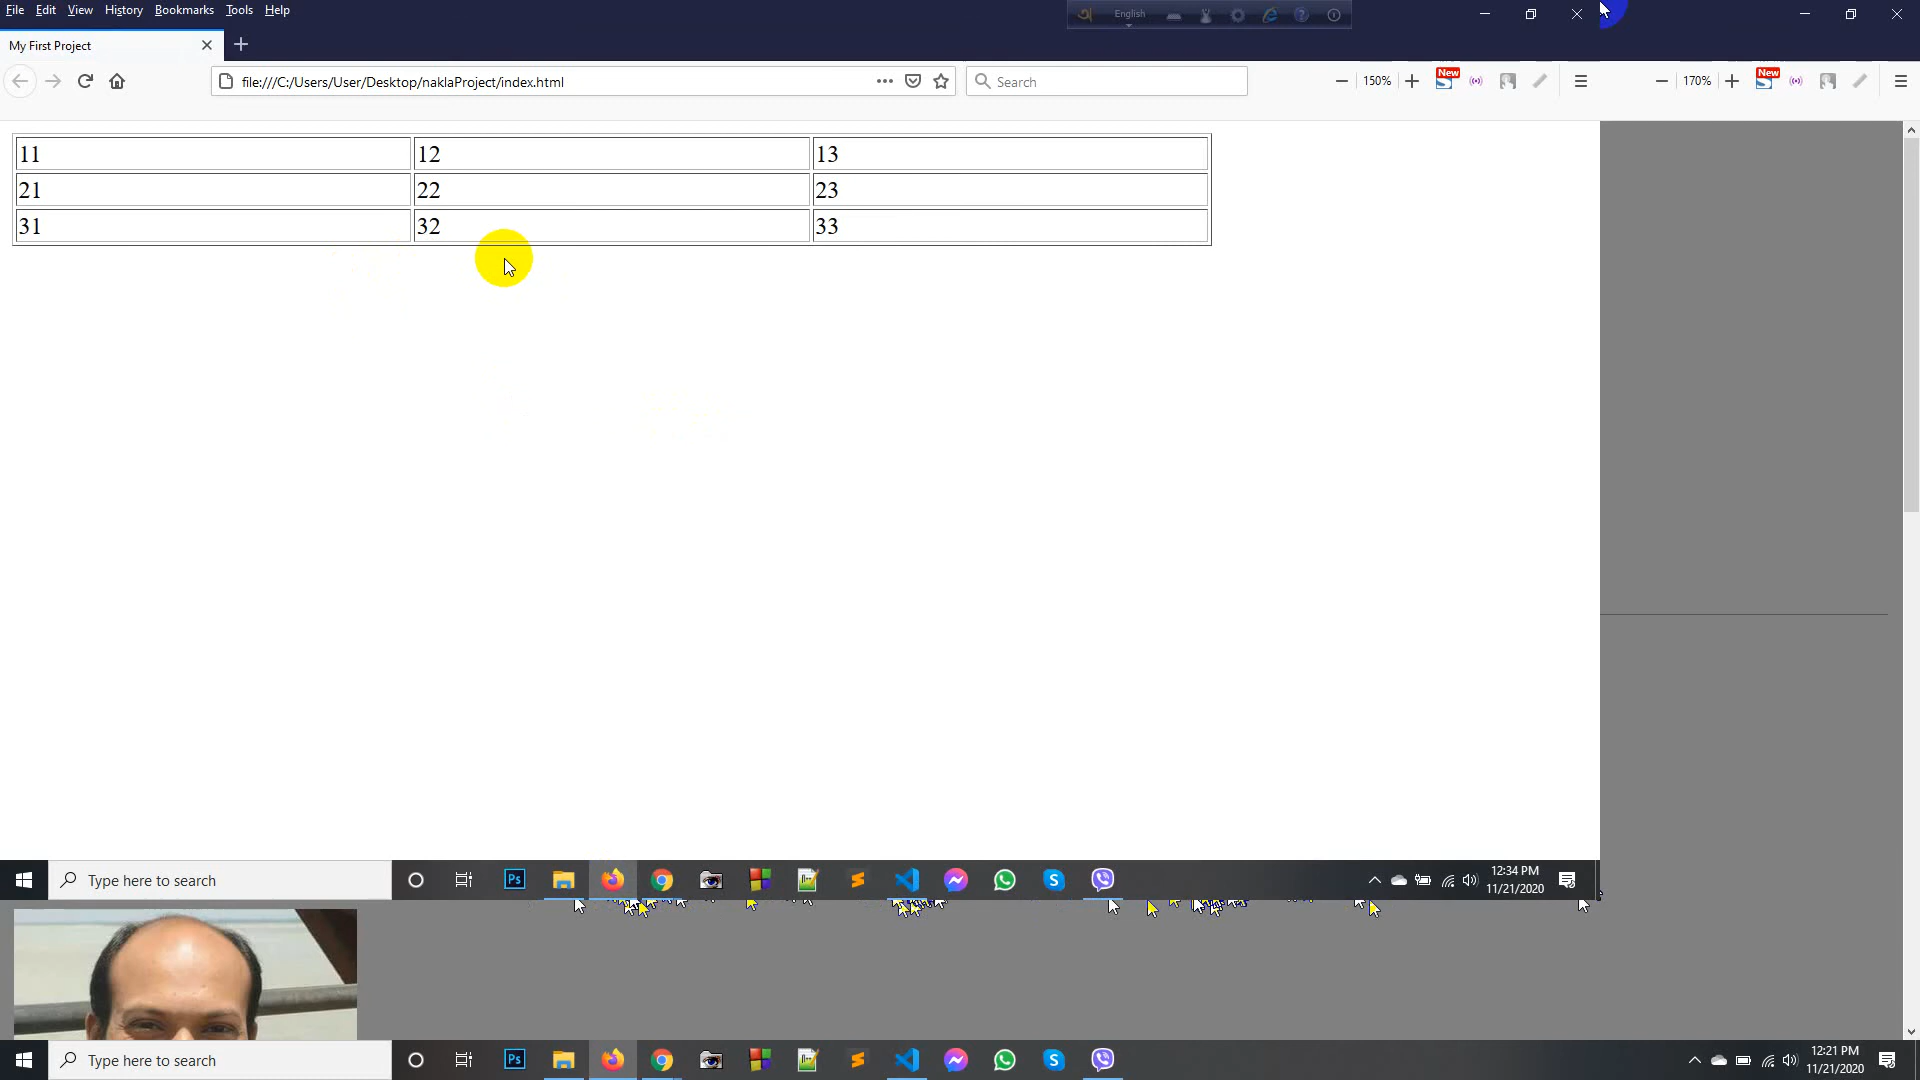 File Edit View History Bookmarks Tools Help
অ English
My First Project
file:///C:/Users/User/Desktop/naklaProject/index.html
Search
150%
New
170%
New
11 12 13
21 22 23
31 32 33
Type here to search
Ps
12:34 PM
11/21/2020
Type here to search
Ps
12:21 PM
11/21/2020